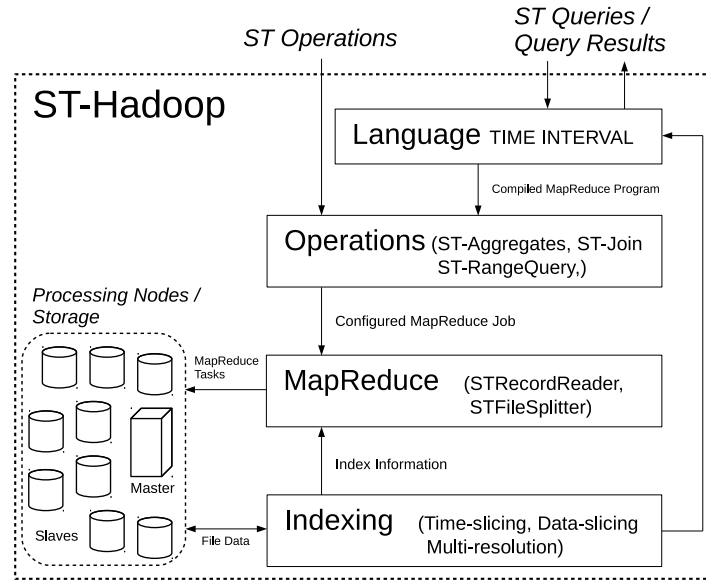 ST Operations
ST Queries /
Query Results
ST-Hadoop
Language TIME INTERVAL
Compiled MapReduce Program
Operations (ST-Aggregates, ST-Join
ST-RangeQuery,)
Processing Nodes /
Storage
Configured MapReduce Job
MapReduce
Tasks
MapReduce (STRecordReader,
STFileSplitter)
Index Information
Master
Slaves
File Data
Indexing (Time-slicing, Data-slicing
Multi-resolution)